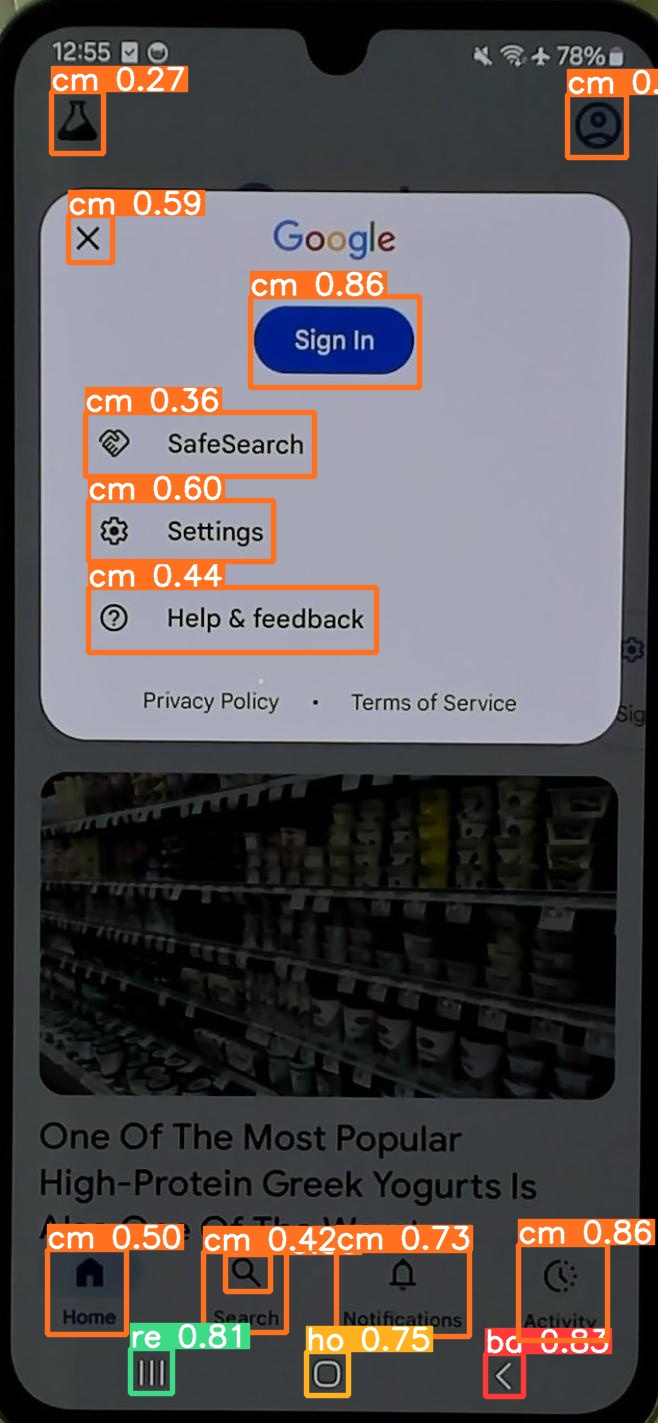 12:55 78%
cm 0.27 cm 0.
cm 0.59
Google
cm 0.86
Sign In
cm 0.36
SafeSearch
cm 0.60
Settings
cm 0.44
Help & feedback
Privacy Policy • Terms of Service
Sig
One Of The Most Popular
High-Protein Greek Yogurts Is
Also One Of The
cm 0.50 cm 0.42 cm 0.73 cm 0.86
Home Search Notifications Activity
re 0.81 ho 0.75 ba 0.83